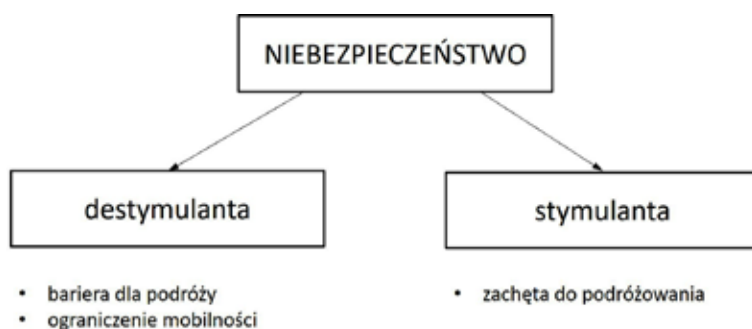 NIEBEZPIECZEŃSTWO
destymulanta
stymulanta
• bariera dla podróży
• ograniczenie mobilności
• zachęta do podróżowania